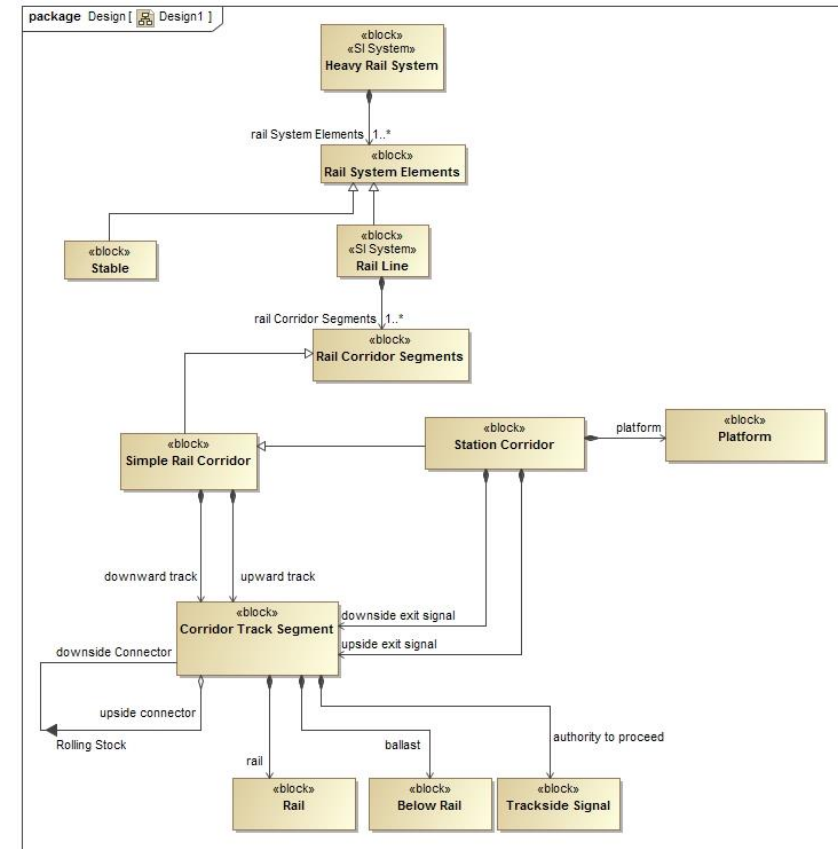 package Design [ Design1 ]
«block»
«SI System»
Heavy Rail System
rail System Elements 1..*
«block»
Rail System Elements
«block»
Stable
«block»
«SI System»
Rail Line
rail Corridor Segments 1..*
«block»
Rail Corridor Segments
«block»
Simple Rail Corridor
«block»
Station Corridor
platform
«block»
Platform
downward track
upward track
«block»
Corridor Track Segment
downside exit signal
upside exit signal
downside Connector
upside connector
Rolling Stock
rail
ballast
authority to proceed
«block»
Rail
«block»
Below Rail
«block»
Trackside Signal